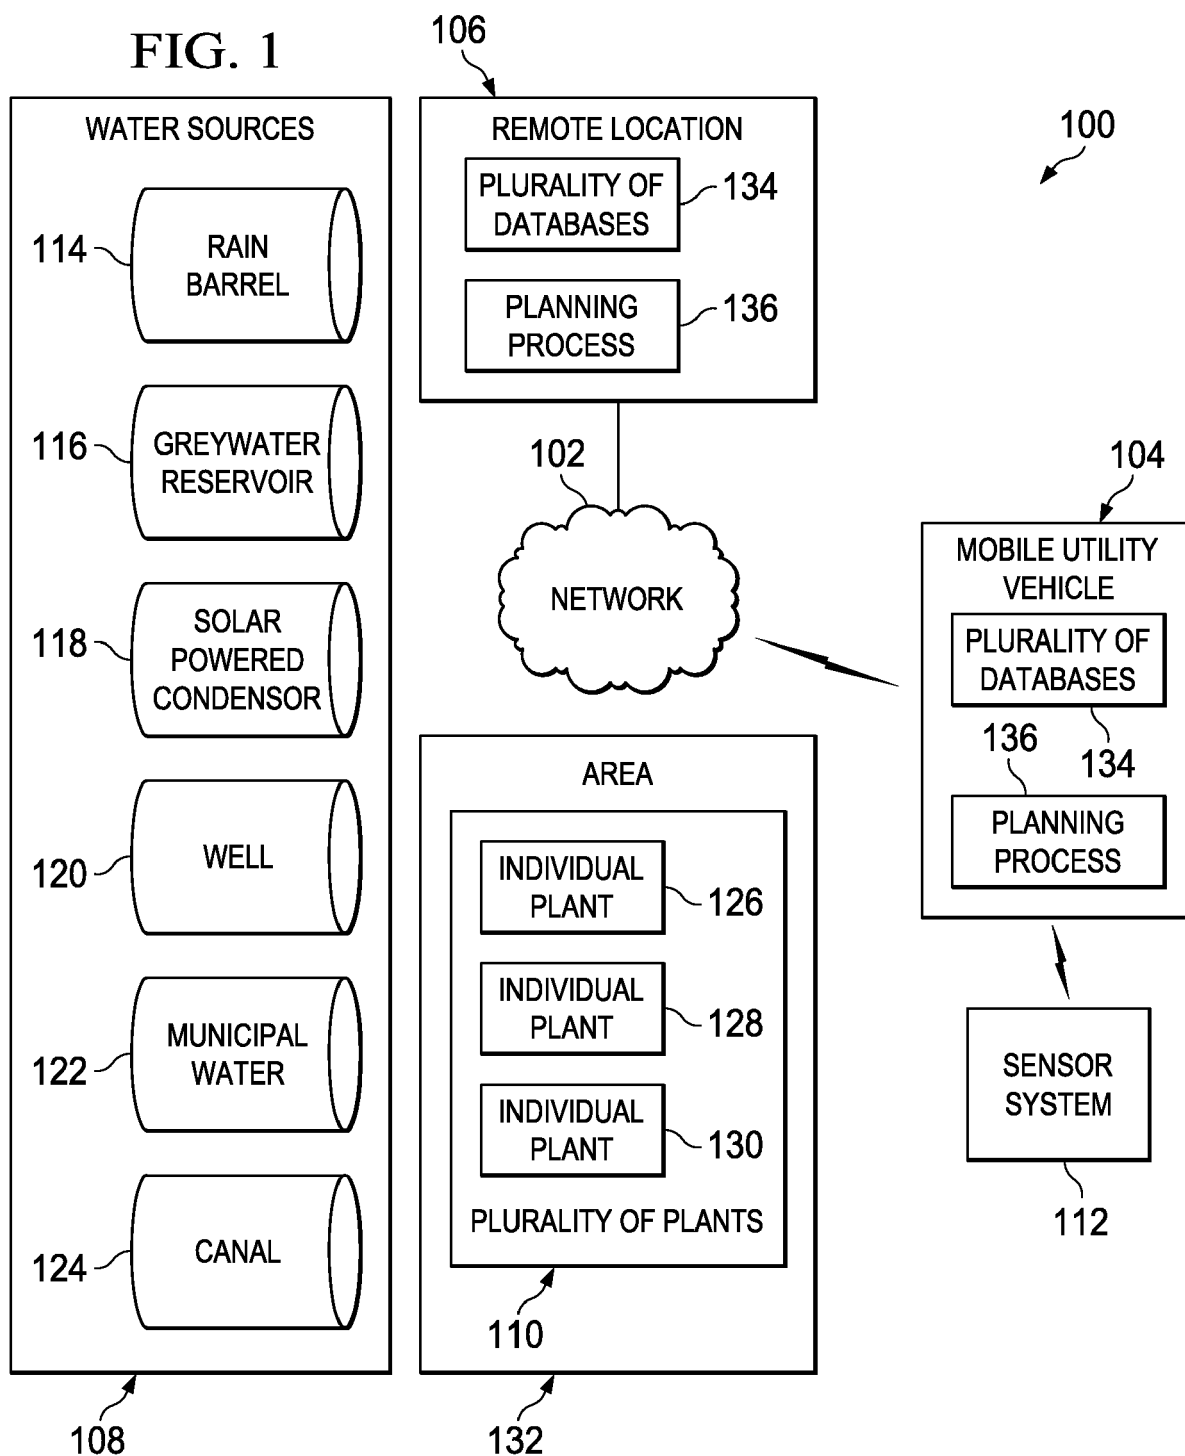 FIG. 1
WATER SOURCES
114
RAIN
BARREL
116
GREYWATER
RESERVOIR
118
SOLAR
POWERED
CONDENSOR
120
WELL
122
MUNICIPAL
WATER
124
CANAL
108
106
REMOTE LOCATION
PLURALITY OF
DATABASES
134
PLANNING
PROCESS
136
100
102
NETWORK
104
MOBILE UTILITY
VEHICLE
PLURALITY OF
DATABASES
136
134
PLANNING
PROCESS
SENSOR
SYSTEM
112
AREA
INDIVIDUAL
PLANT
126
INDIVIDUAL
PLANT
128
INDIVIDUAL
PLANT
130
PLURALITY OF PLANTS
110
132